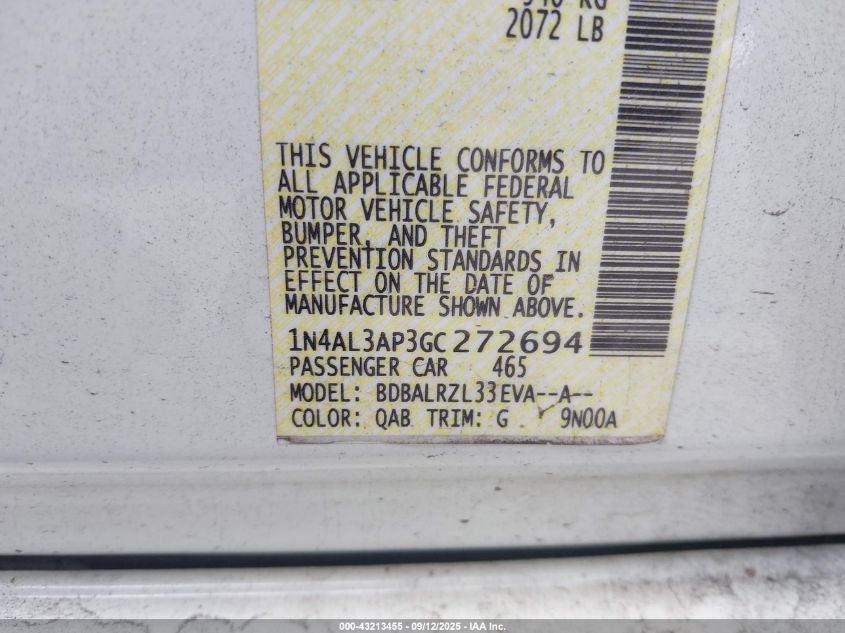 2072 LB
THIS VEHICLE CONFORMS TO
ALL APPLICABLE FEDERAL
MOTOR VEHICLE SAFETY,
BUMPER, AND THEFT
PREVENTION STANDARDS IN
EFFECT ON THE DATE OF
MANUFACTURE SHOWN ABOVE.
1N4AL3AP3GC272694
PASSENGER CAR 465
MODEL: BDBALRZL33EVA--A--
COLOR: QAB TRIM: G 9N00A
000-43213455 - 09/12/2025 - IAA Inc.